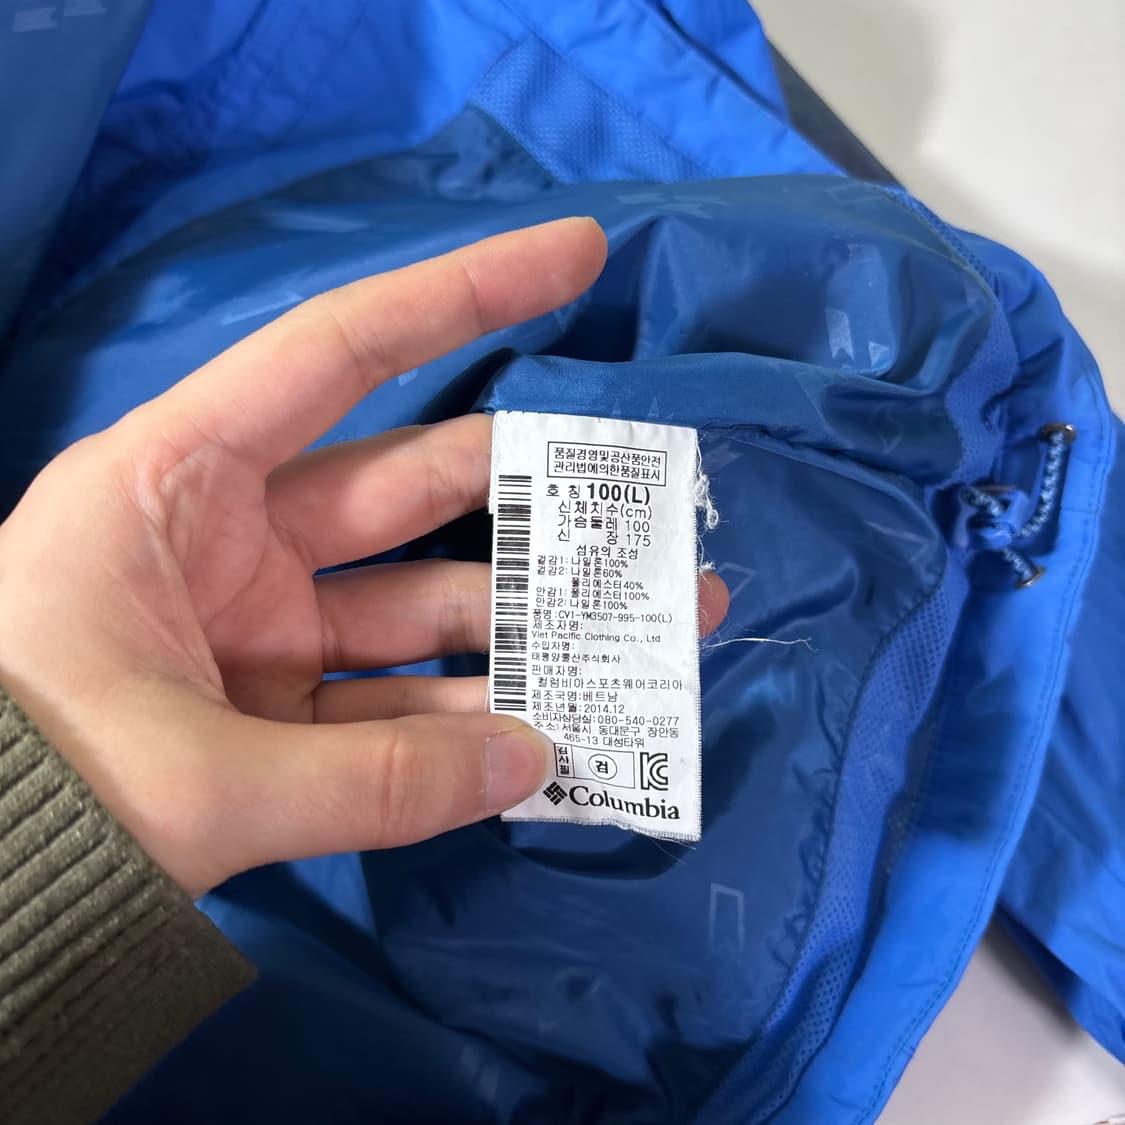 품질경영및공산품안전
관리법에의한품질표시
호 칭 100(L)
신체치수(cm)
가슴둘레 100
신 장 175
섬유의 조성
겉감1: 나일론100%
겉감2: 나일론60%
폴리에스터40%
안감1: 폴리에스터100%
안감2: 나일론100%
품명:CV1-YM3507-995-100(L)
제조자명:
Viet Pacific Clothing Co., Ltd
수입자명:
태평양물산주식회사
판매자명:
컬럼비아스포츠웨어코리아
제조국명:베트남
제조년월:2014.12
소비자상담실:080-540-0277
주소:서울시 동대문구 장안동
465-13 대성타워
검사필
검
Columbia